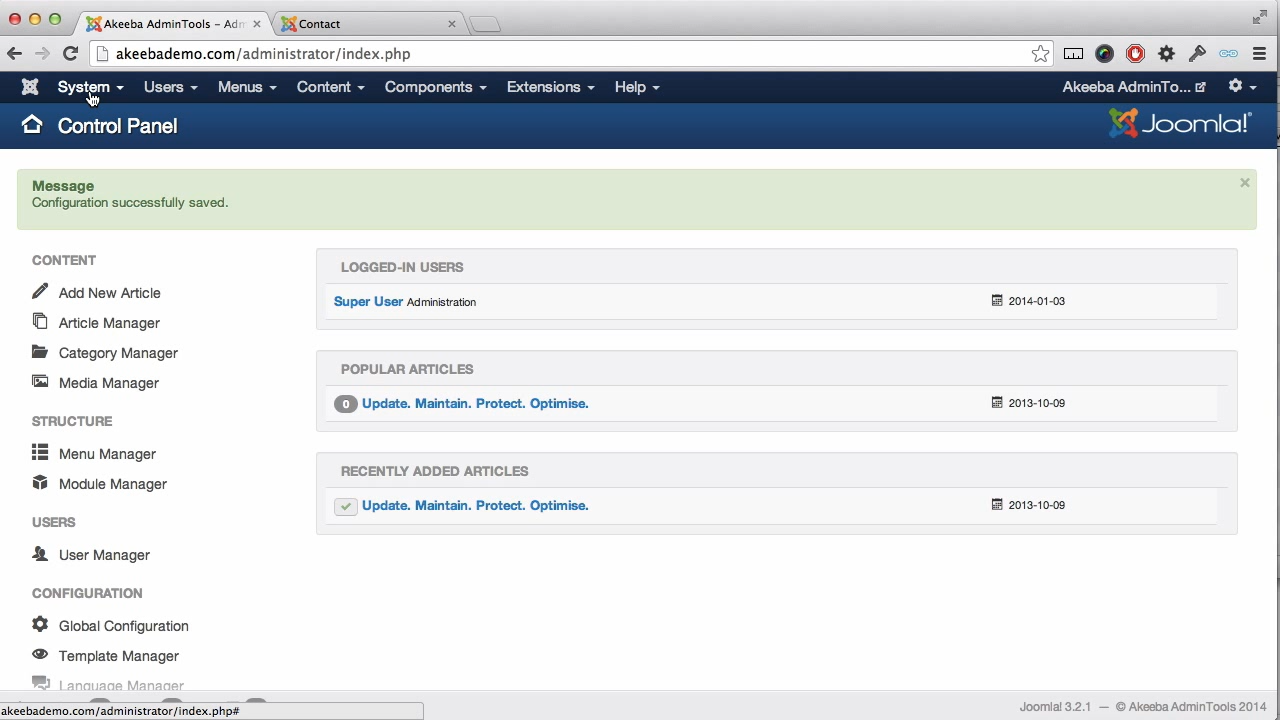 Akeeba AdminTools – Adm
Contact
akeebademo.com/administrator/index.php
System
Users
Menus
Content
Components
Extensions
Help
Akeeba AdminTo...
Control Panel
Joomla!
Message
Configuration successfully saved.
CONTENT
Add New Article
Article Manager
Category Manager
Media Manager
STRUCTURE
Menu Manager
Module Manager
USERS
User Manager
CONFIGURATION
Global Configuration
Template Manager
Language Manager
LOGGED-IN USERS
Super User Administration 2014-01-03
POPULAR ARTICLES
0 Update. Maintain. Protect. Optimise. 2013-10-09
RECENTLY ADDED ARTICLES
Update. Maintain. Protect. Optimise. 2013-10-09
akeebademo.com/administrator/index.php#
Joomla! 3.2.1 — © Akeeba AdminTools 2014